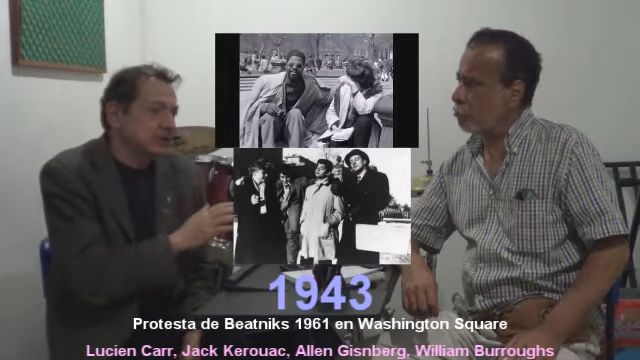 1943
Protesta de Beatniks 1961 en Washington Square
Lucien Carr, Jack Kerouac, Allen Gisnberg, William Burroughs